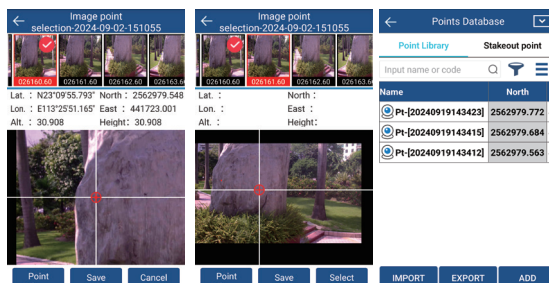 Image point
selection-2024-09-02-151055
026160.60 026161.60 026162.60 026163.6
Lat. : N23°09'55.793" North : 2562979.548
Lon. : E113°25'51.165" East : 441723.001
Alt. : 30.908 Height: 30.908
Point Save Cancel
Image point
selection-2024-09-02-151055
026160.60 026161.60 026162.60 026163.6
Lat. : North :
Lon. : East :
Alt. : Height:
Point Save Select
Points Database
Point Library Stakeout point
Input name or code
Name North
Pt-[20240919143423] 2562979.772
Pt-[20240919143415] 2562979.684
Pt-[20240919143412] 2562979.563
IMPORT EXPORT ADD